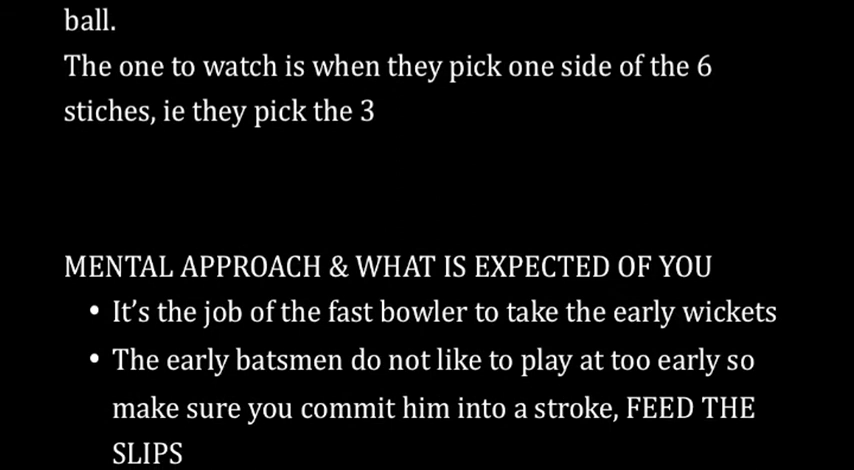 ball.
The one to watch is when they pick one side of the 6
stiches, ie they pick the 3
MENTAL APPROACH & WHAT IS EXPECTED OF YOU
• It’s the job of the fast bowler to take the early wickets
• The early batsmen do not like to play at too early so
make sure you commit him into a stroke, FEED THE
SLIPS